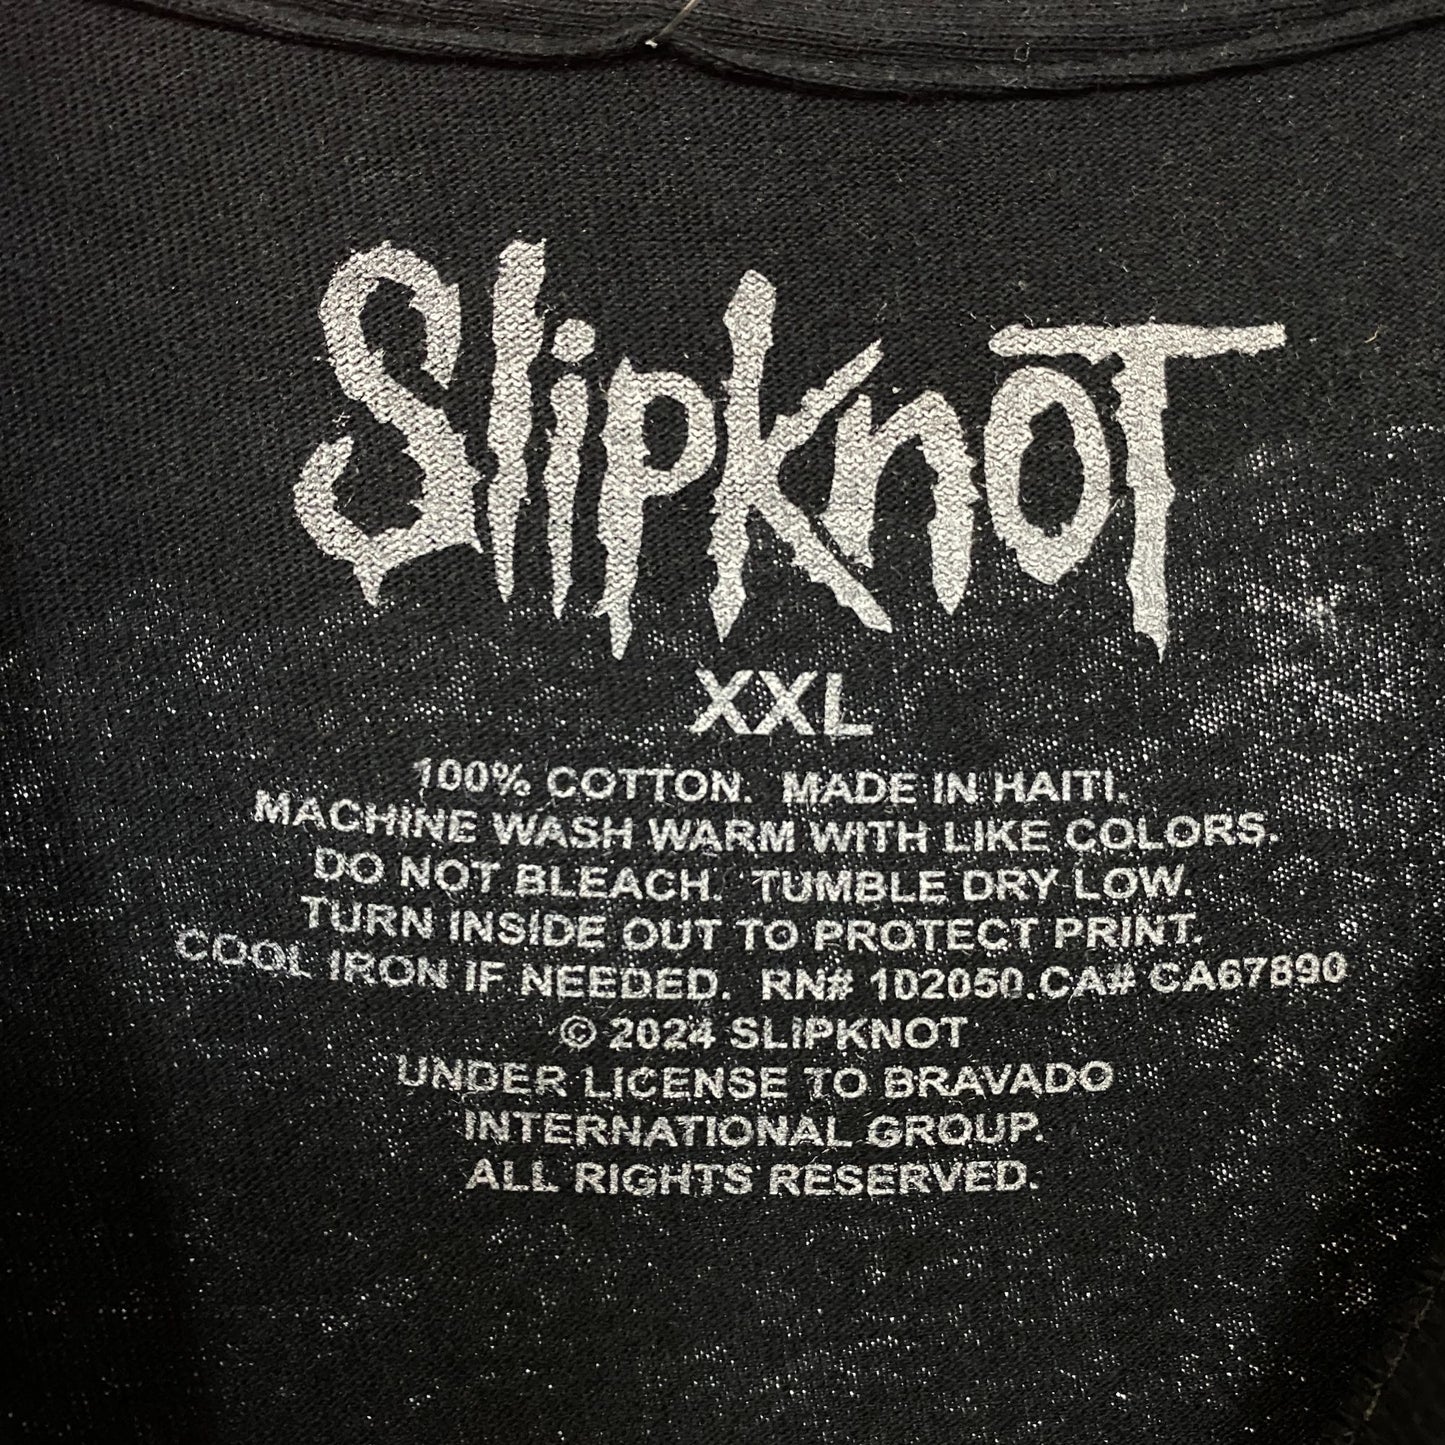 SlipknoT
XXL
100% COTTON. MADE IN HAITI.
MACHINE WASH WARM WITH LIKE COLORS.
DO NOT BLEACH. TUMBLE DRY LOW.
TURN INSIDE OUT TO PROTECT PRINT.
COOL IRON IF NEEDED. RN# 102050.CA# CA67890
© 2024 SLIPKNOT
UNDER LICENSE TO BRAVADO
INTERNATIONAL GROUP.
ALL RIGHTS RESERVED.